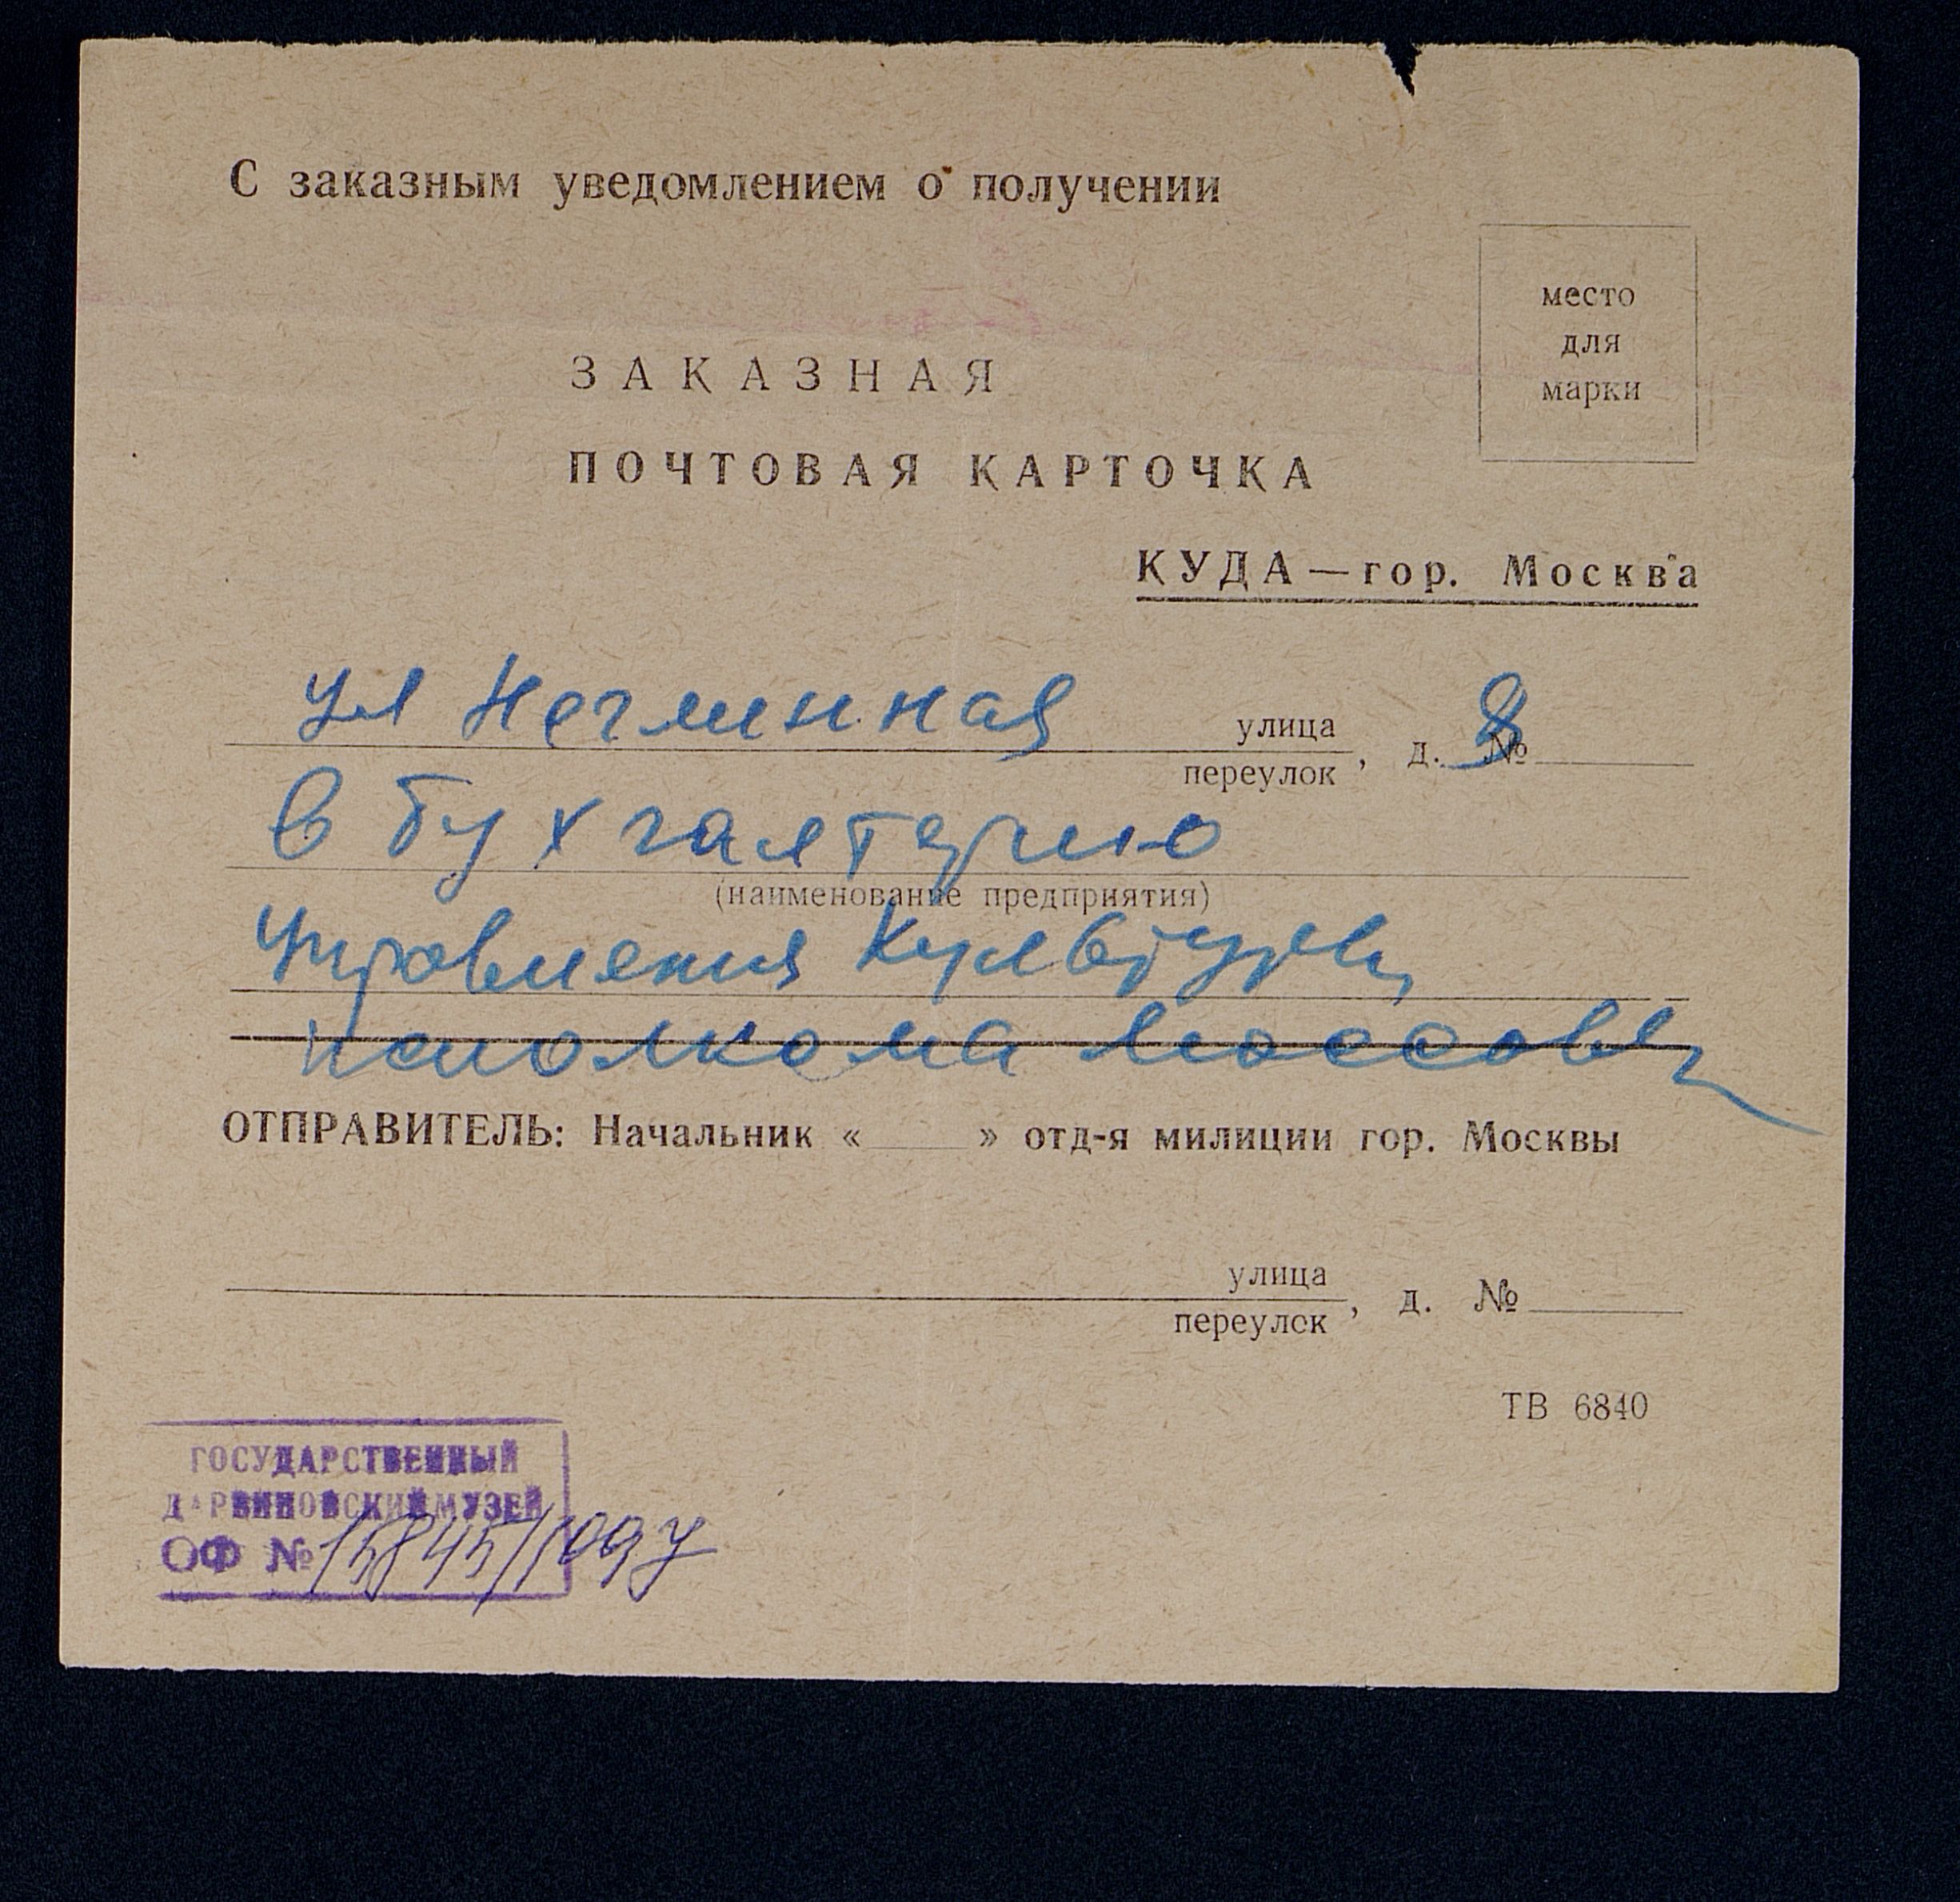 С заказным уведомлением о получении
место
для
марки
ЗАКАЗНАЯ
ПОЧТОВАЯ КАРТОЧКА
КУДА — гор. Москва
ул Неглинная улица переулок, д. № 8
в бухгалтерию
(наименование предприятия)
Управления Культуры
исполкома Моссовета
ОТПРАВИТЕЛЬ: Начальник «____» отд-я милиции гор. Москвы
улица
переулок, д. №
ТВ 6840
ГОСУДАРСТВЕННЫЙ
ДАРВИНОВСКИЙ МУЗЕЙ
ОФ № 15845/1997